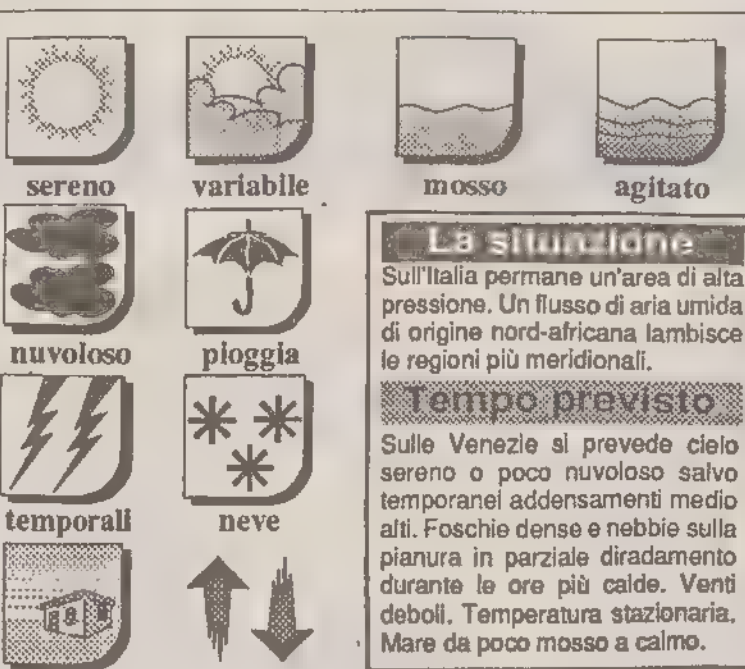 sereno
variabile
mosso
agitato
nuvoloso
pioggia
temporali
neve
La situazione
Sull'Italia permane un'area di alta
pressione. Un flusso di aria umida
di origine nord-africana lambisce
le regioni più meridionali.
Tempo previsto
Sulle Venezie si prevede cielo
sereno o poco nuvoloso salvo
temporanei addensamenti medio
alti. Foschie dense e nebbie sulla
pianura in parziale diradamento
durante le ore più calde. Venti
deboli. Temperatura stazionaria.
Mare da poco mosso a calmo.